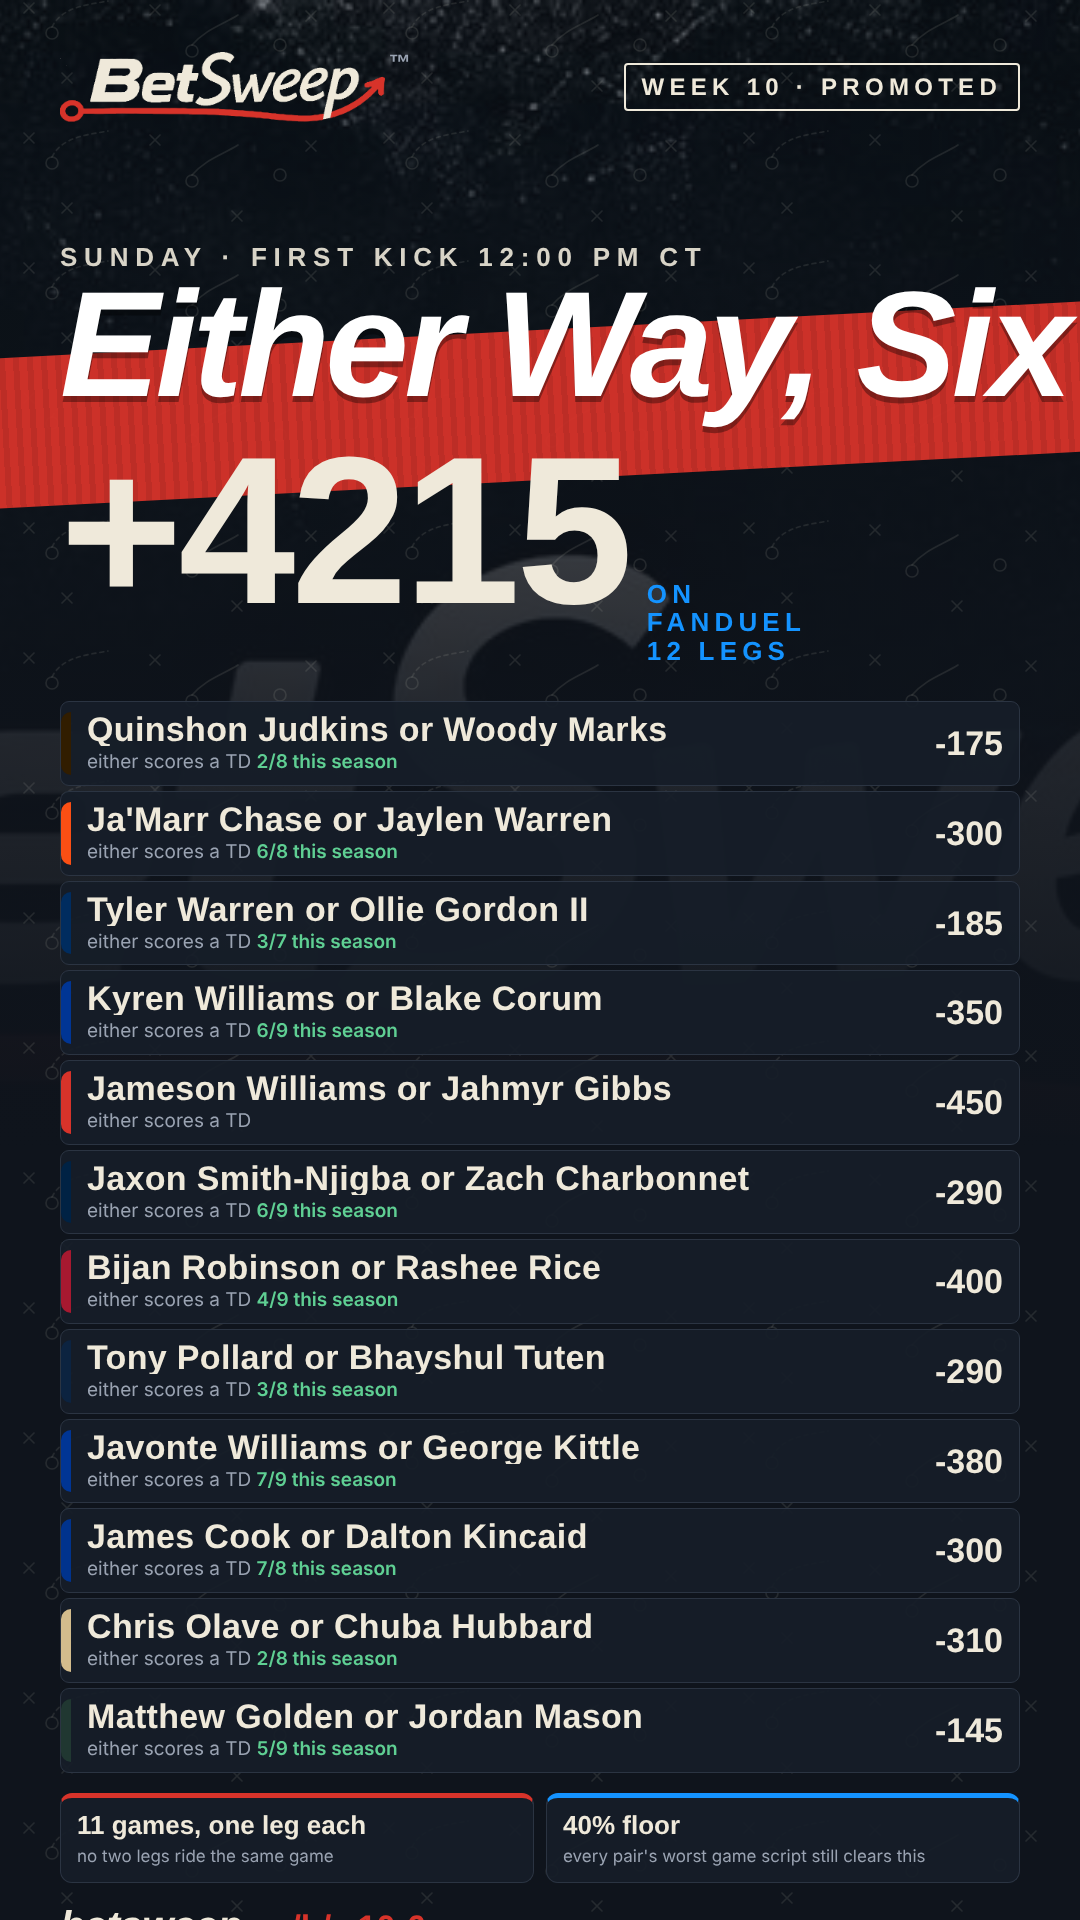 BetSweep™
WEEK 10 · PROMOTED
SUNDAY · FIRST KICK 12:00 PM CT
Either Way, Six
+4215
ON
FANDUEL
12 LEGS
Quinshon Judkins or Woody Marks
-175
either scores a TD 2/8 this season
Ja'Marr Chase or Jaylen Warren
-300
either scores a TD 6/8 this season
Tyler Warren or Ollie Gordon II
-185
either scores a TD 3/7 this season
Kyren Williams or Blake Corum
-350
either scores a TD 6/9 this season
Jameson Williams or Jahmyr Gibbs
-450
either scores a TD
Jaxon Smith-Njigba or Zach Charbonnet
-290
either scores a TD 6/9 this season
Bijan Robinson or Rashee Rice
-400
either scores a TD 4/9 this season
Tony Pollard or Bhayshul Tuten
-290
either scores a TD 3/8 this season
Javonte Williams or George Kittle
-380
either scores a TD 7/9 this season
James Cook or Dalton Kincaid
-300
either scores a TD 7/8 this season
Chris Olave or Chuba Hubbard
-310
either scores a TD 2/8 this season
Matthew Golden or Jordan Mason
-145
either scores a TD 5/9 this season
11 games, one leg each
no two legs ride the same game
40% floor
every pair's worst game script still clears this